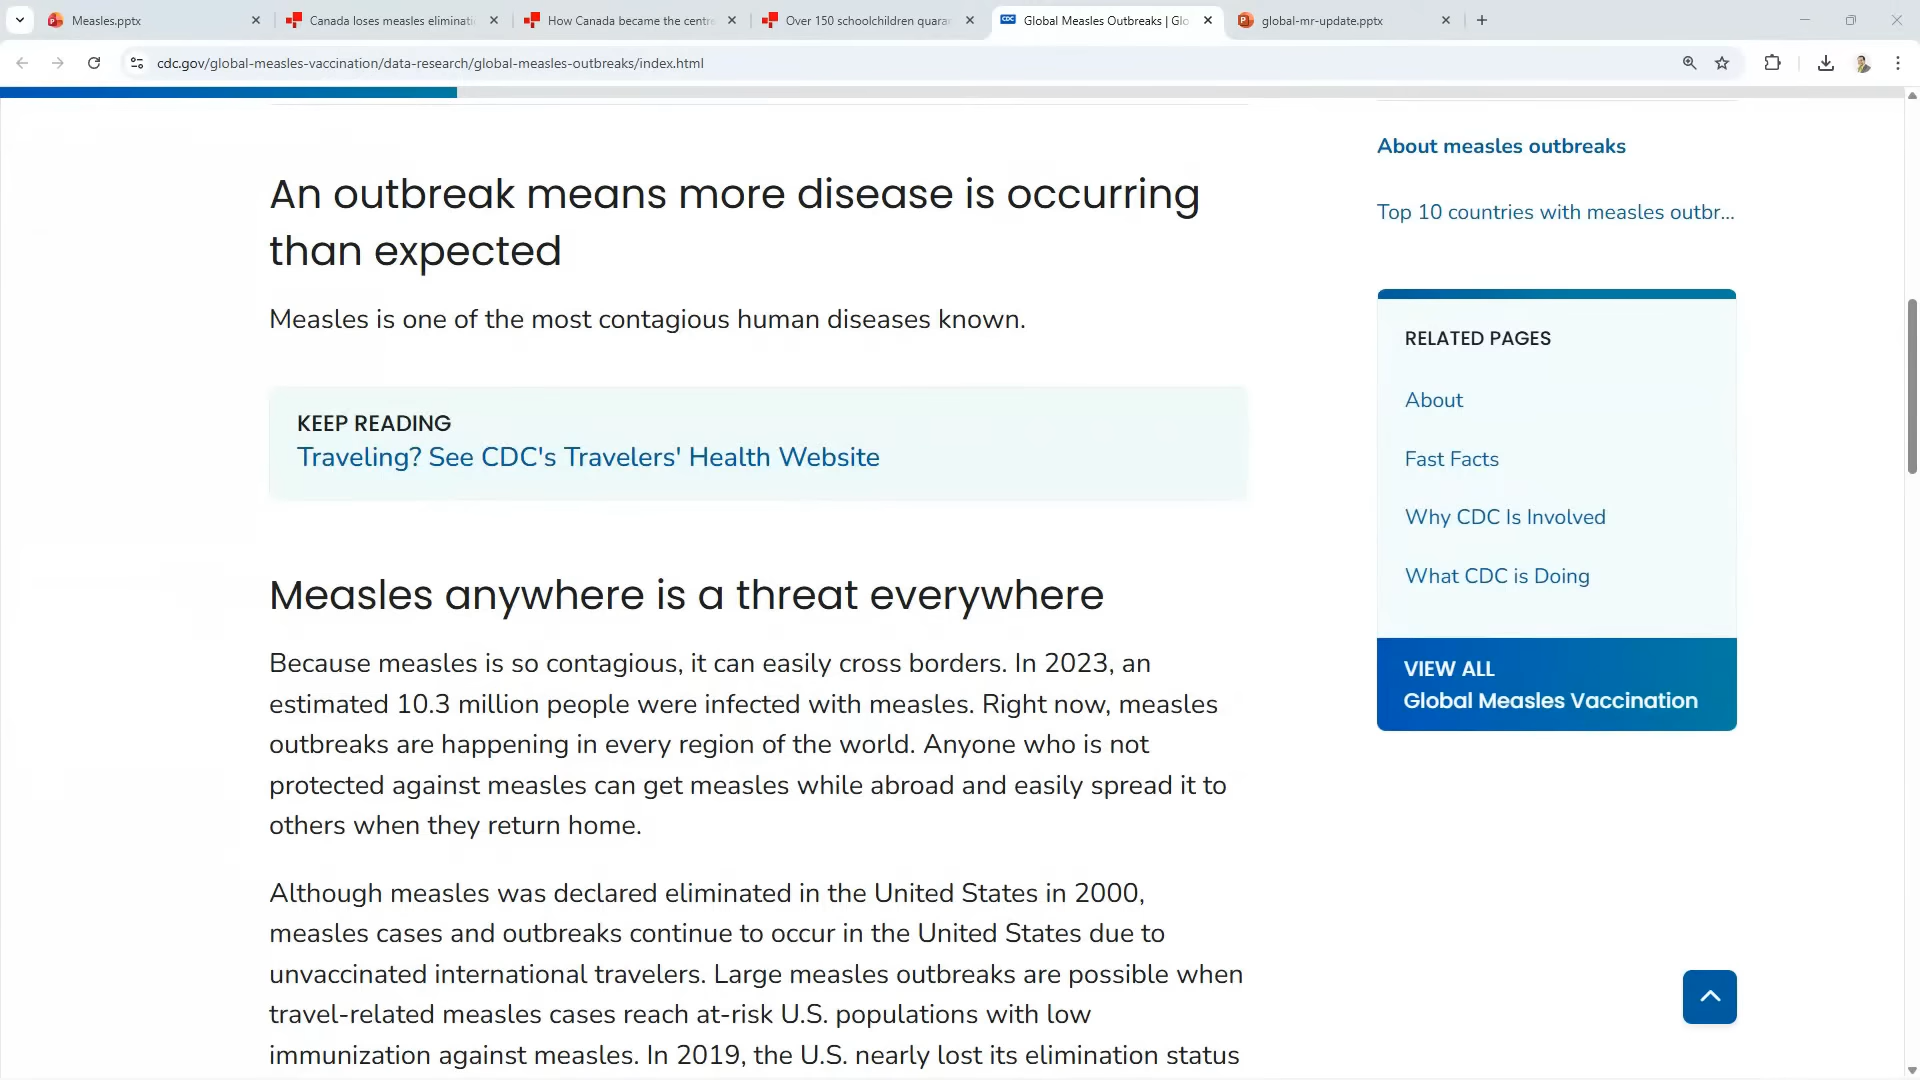 Measles.pptx
Canada loses measles eliminati
How Canada became the centre
Over 150 schoolchildren quara
CDC
Global Measles Outbreaks | Glo
global-mr-update.pptx
cdc.gov/global-measles-vaccination/data-research/global-measles-outbreaks/index.html
An outbreak means more disease is occurring
than expected
Measles is one of the most contagious human diseases known.
KEEP READING
Traveling? See CDC's Travelers' Health Website
Measles anywhere is a threat everywhere
Because measles is so contagious, it can easily cross borders. In 2023, an
estimated 10.3 million people were infected with measles. Right now, measles
outbreaks are happening in every region of the world. Anyone who is not
protected against measles can get measles while abroad and easily spread it to
others when they return home.
Although measles was declared eliminated in the United States in 2000,
measles cases and outbreaks continue to occur in the United States due to
unvaccinated international travelers. Large measles outbreaks are possible when
travel-related measles cases reach at-risk U.S. populations with low
immunization against measles. In 2019, the U.S. nearly lost its elimination status
About measles outbreaks
Top 10 countries with measles outbr...
RELATED PAGES
About
Fast Facts
Why CDC Is Involved
What CDC is Doing
VIEW ALL
Global Measles Vaccination